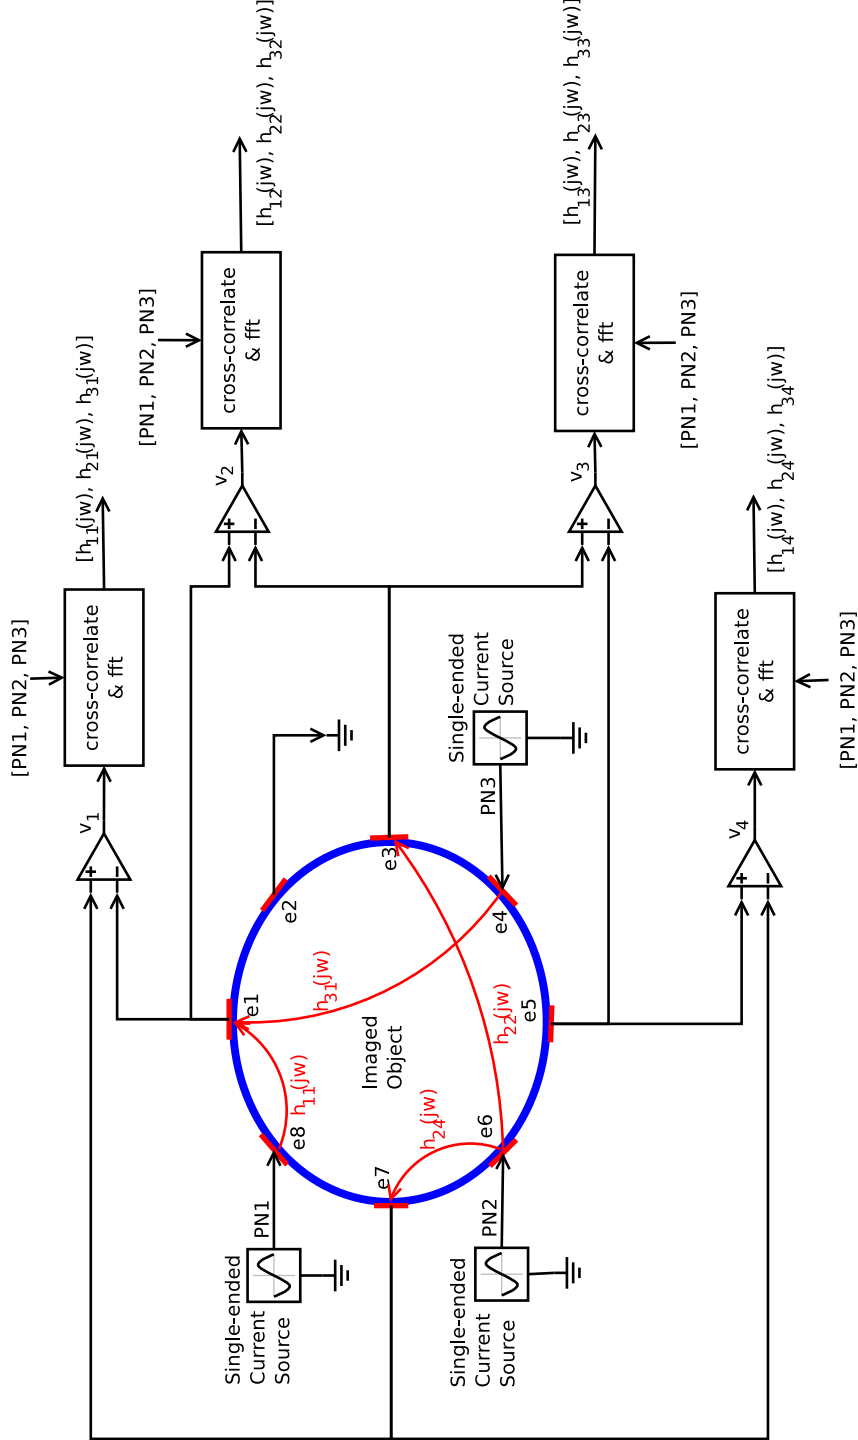 Single-ended
Current
Source
PN1
Single-ended
Current
Source
PN2
Single-ended
Current
Source
PN3
Imaged
Object
e1
e2
e3
e4
e5
e6
e7
e8
h11(jw)
h31(jw)
h22(jw)
h24(jw)
+
−
v1
[PN1, PN2, PN3]
cross-correlate
& fft
[h11(jw), h21(jw), h31(jw)]
+
−
v2
[PN1, PN2, PN3]
cross-correlate
& fft
[h12(jw), h22(jw), h32(jw)]
+
−
v3
[PN1, PN2, PN3]
cross-correlate
& fft
[h13(jw), h23(jw), h33(jw)]
+
−
v4
[PN1, PN2, PN3]
cross-correlate
& fft
[h14(jw), h24(jw), h34(jw)]